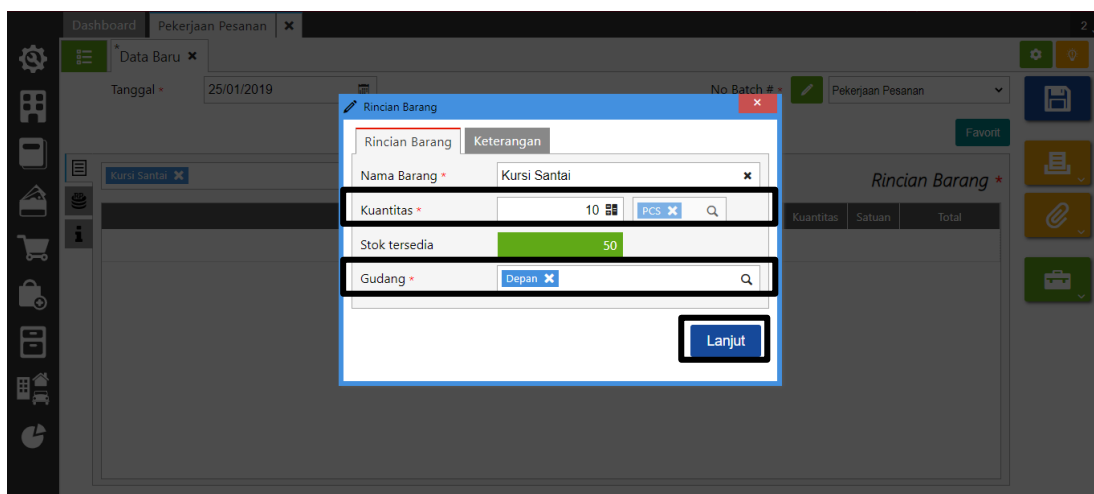 Dashboard Pekerjaan Pesanan
2
*Data Baru
Tanggal * 25/01/2019 No Batch # * Pekerjaan Pesanan
Favorit
Kursi Santai Rincian Barang *
Kuantitas Satuan Total
Rincian Barang
Rincian Barang Keterangan
Nama Barang * Kursi Santai
Kuantitas * 10 PCS
Stok tersedia 50
Gudang * Depan
Lanjut